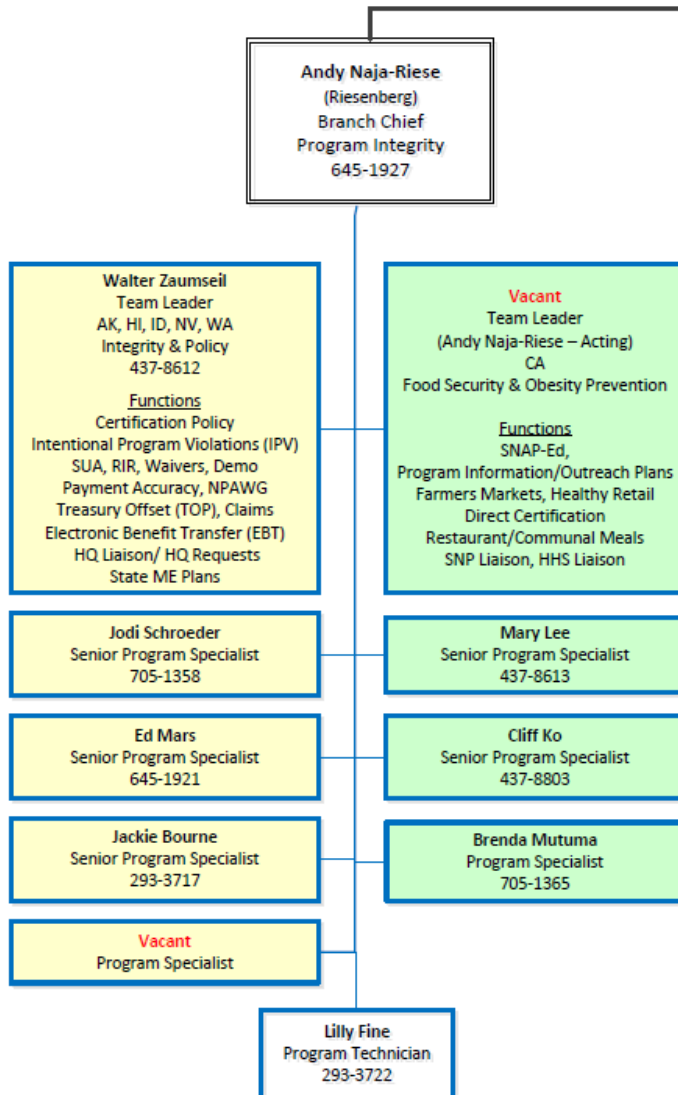 Andy Naja-Riese
(Riesenberg)
Branch Chief
Program Integrity
645-1927
Walter Zaumseil
Team Leader
AK, HI, ID, NV, WA
Integrity & Policy
437-8612
Functions
Certification Policy
Intentional Program Violations (IPV)
SUA, RIR, Waivers, Demo
Payment Accuracy, NPAWG
Treasury Offset (TOP), Claims
Electronic Benefit Transfer (EBT)
HQ Liaison/ HQ Requests
State ME Plans
Vacant
Team Leader
(Andy Naja-Riese – Acting)
CA
Food Security & Obesity Prevention
Functions
SNAP-Ed,
Program Information/Outreach Plans
Farmers Markets, Healthy Retail
Direct Certification
Restaurant/Communal Meals
SNP Liaison, HHS Liaison
Jodi Schroeder
Senior Program Specialist
705-1358
Mary Lee
Senior Program Specialist
437-8613
Ed Mars
Senior Program Specialist
645-1921
Cliff Ko
Senior Program Specialist
437-8803
Jackie Bourne
Senior Program Specialist
293-3717
Brenda Mutuma
Program Specialist
705-1365
Vacant
Program Specialist
Lilly Fine
Program Technician
293-3722